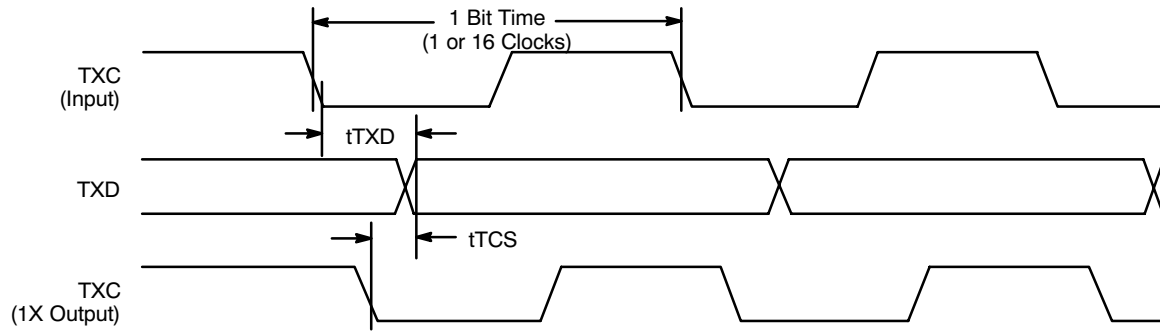 1 Bit Time
(1 or 16 Clocks)
TXC
(Input)
tTXD
TXD
tTCS
TXC
(1X Output)